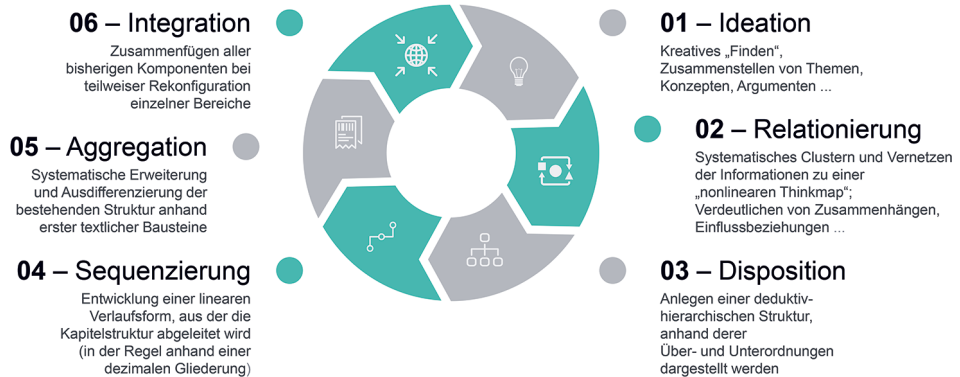 01 – Ideation
Kreatives „Finden“,
Zusammenstellen von Themen,
Konzepten, Argumenten ...
02 – Relationierung
Systematisches Clustern und Vernetzen
der Informationen zu einer
„nonlinearen Thinkmap“;
Verdeutlichen von Zusammenhängen,
Einflussbeziehungen ...
03 – Disposition
Anlegen einer deduktiv-
hierarchischen Struktur,
anhand derer
Über- und Unterordnungen
dargestellt werden
04 – Sequenzierung
Entwicklung einer linearen
Verlaufsform, aus der die
Kapitelstruktur abgeleitet wird
(in der Regel anhand einer
dezimalen Gliederung)
05 – Aggregation
Systematische Erweiterung
und Ausdifferenzierung der
bestehenden Struktur anhand
erster textlicher Bausteine
06 – Integration
Zusammenfügen aller
bisherigen Komponenten bei
teilweiser Rekonfiguration
einzelner Bereiche